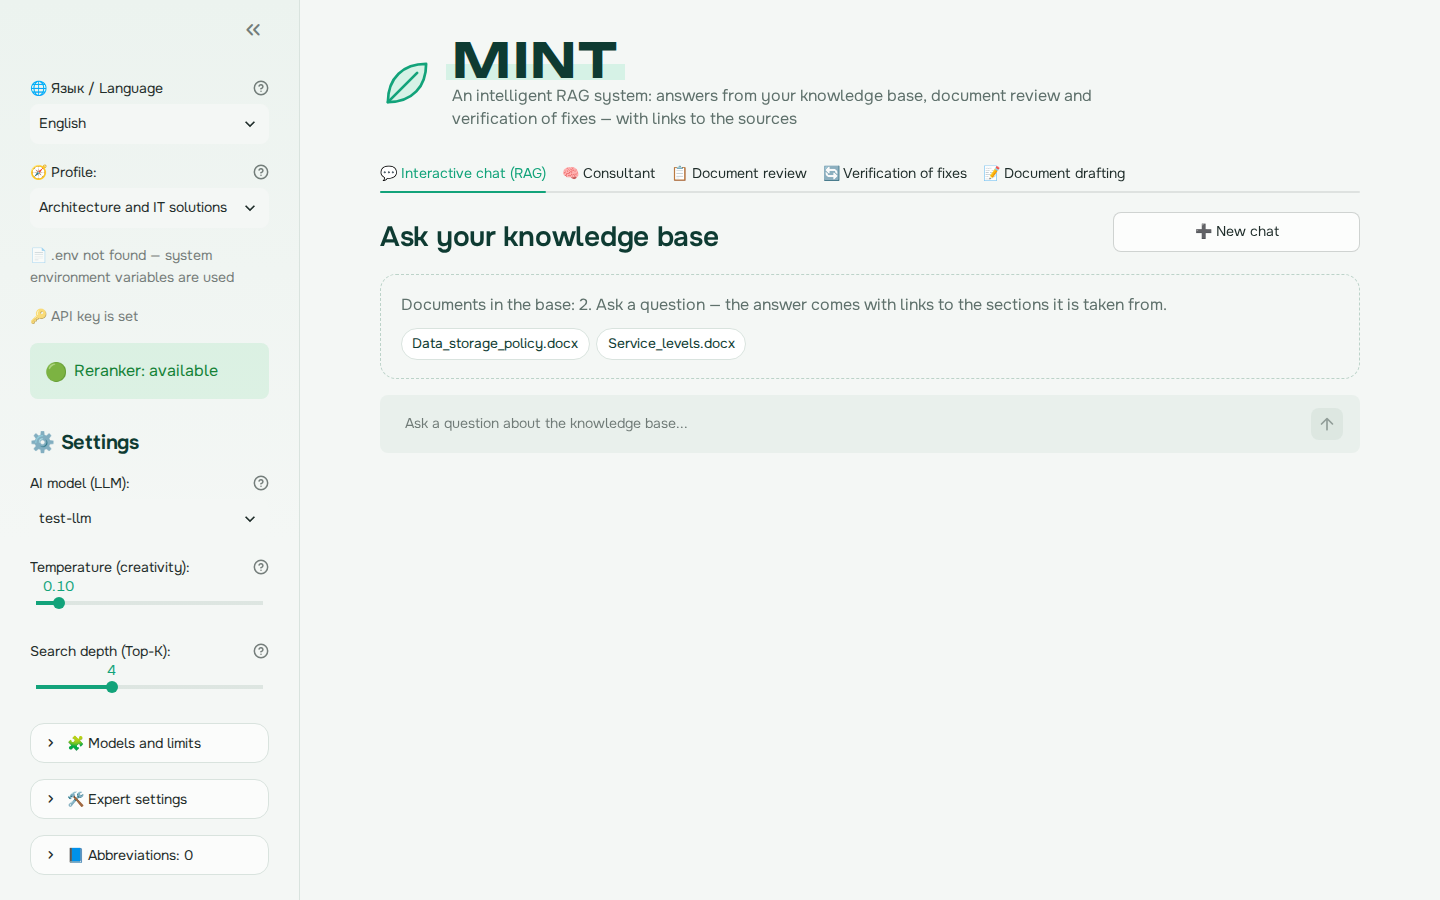 Язык / Language
English
Profile:
Architecture and IT solutions
.env not found — system
environment variables are used
API key is set
Reranker: available
Settings
AI model (LLM):
test-llm
Temperature (creativity):
0.10
Search depth (Top-K):
4
Models and limits
Expert settings
Abbreviations: 0
MINT
An intelligent RAG system: answers from your knowledge base, document review and
verification of fixes — with links to the sources
Interactive chat (RAG)
Consultant
Document review
Verification of fixes
Document drafting
Ask your knowledge base
New chat
Documents in the base: 2. Ask a question — the answer comes with links to the sections it is taken from.
Data_storage_policy.docx
Service_levels.docx
Ask a question about the knowledge base...